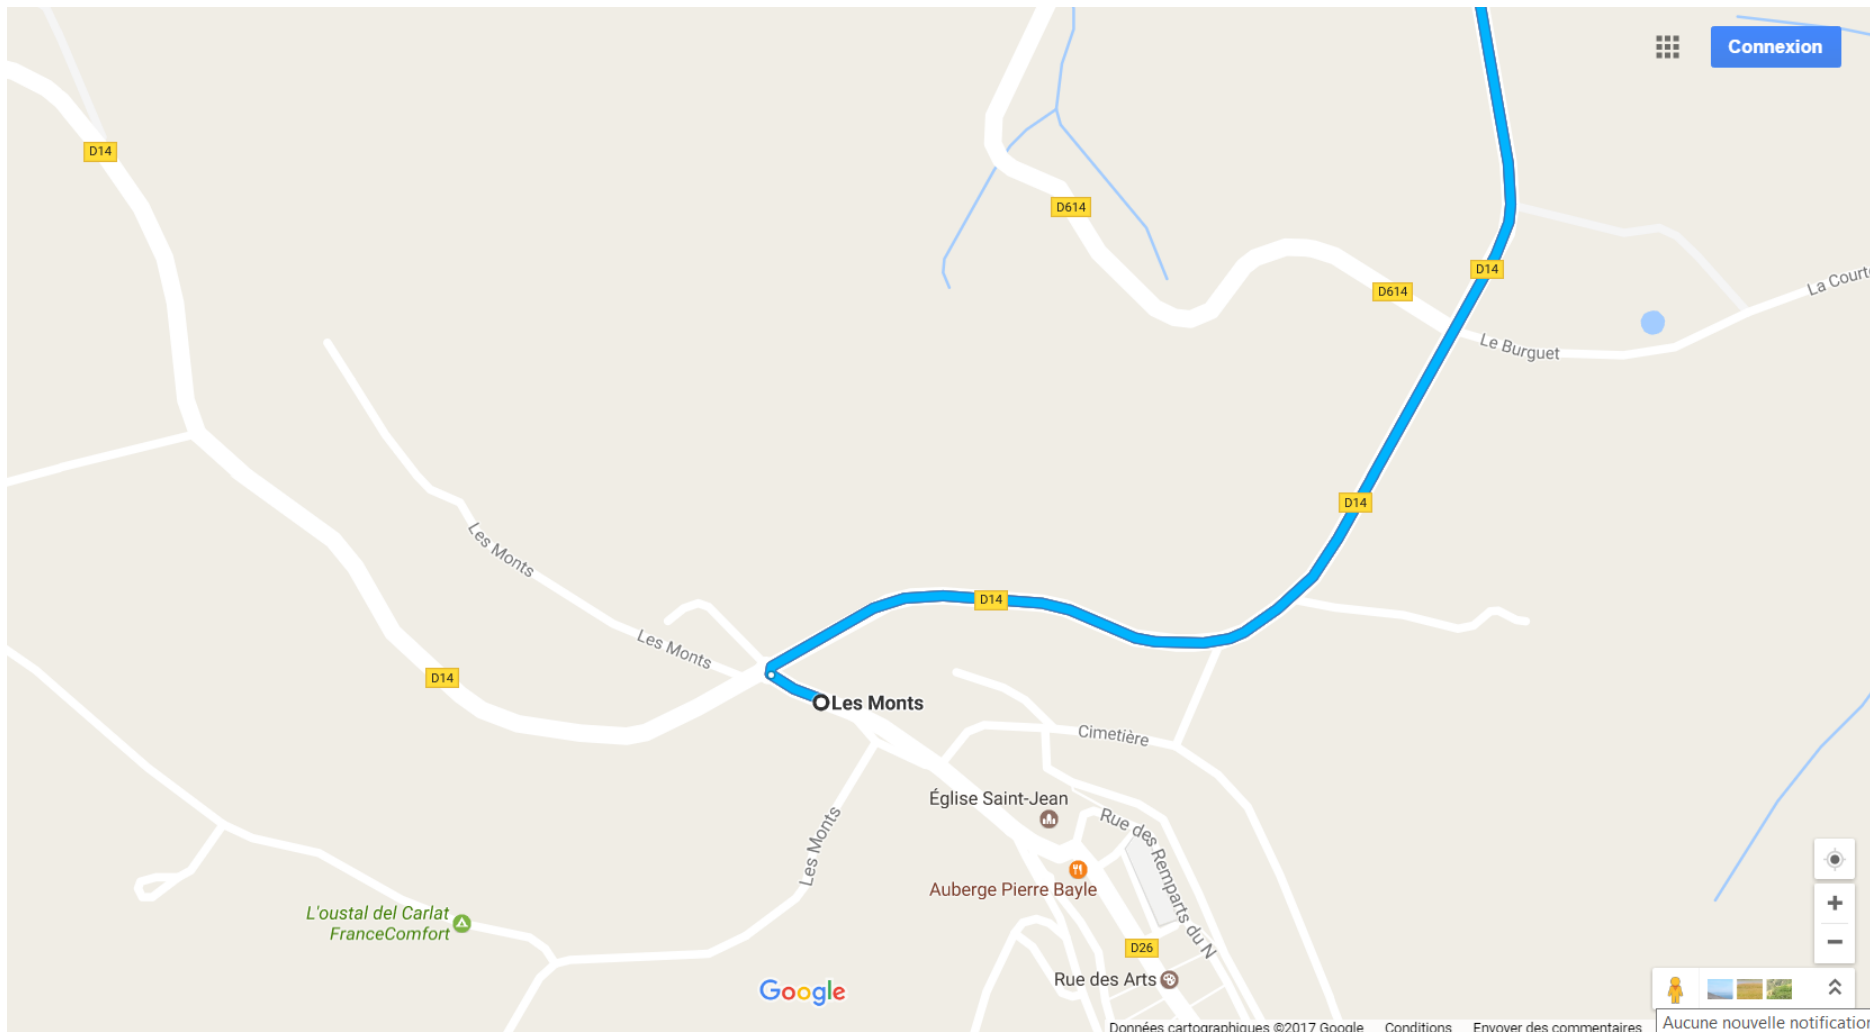 Connexion
D14
D614
D14
La Courte
D614
Le Burguet
D14
Les Monts
D14
Les Monts
D14
Les Monts
Cimetière
Église Saint-Jean
Rue des Remparts du N
Les Monts
Auberge Pierre Bayle
L'oustal del Carlat
FranceComfort
D26
Rue des Arts
Google
Données cartographiques ©2017 Google Conditions Envoyer des commentaires
Aucune nouvelle notification